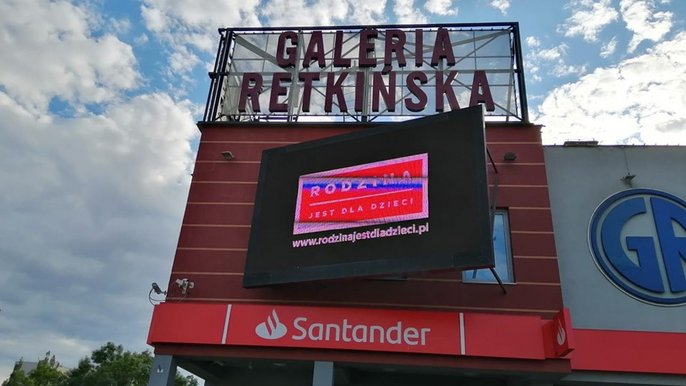 GALERIA
RETKIŃSKA
RODZINA
JEST DLA DZIECI
www.rodzinajestdladzieci.pl
Santander